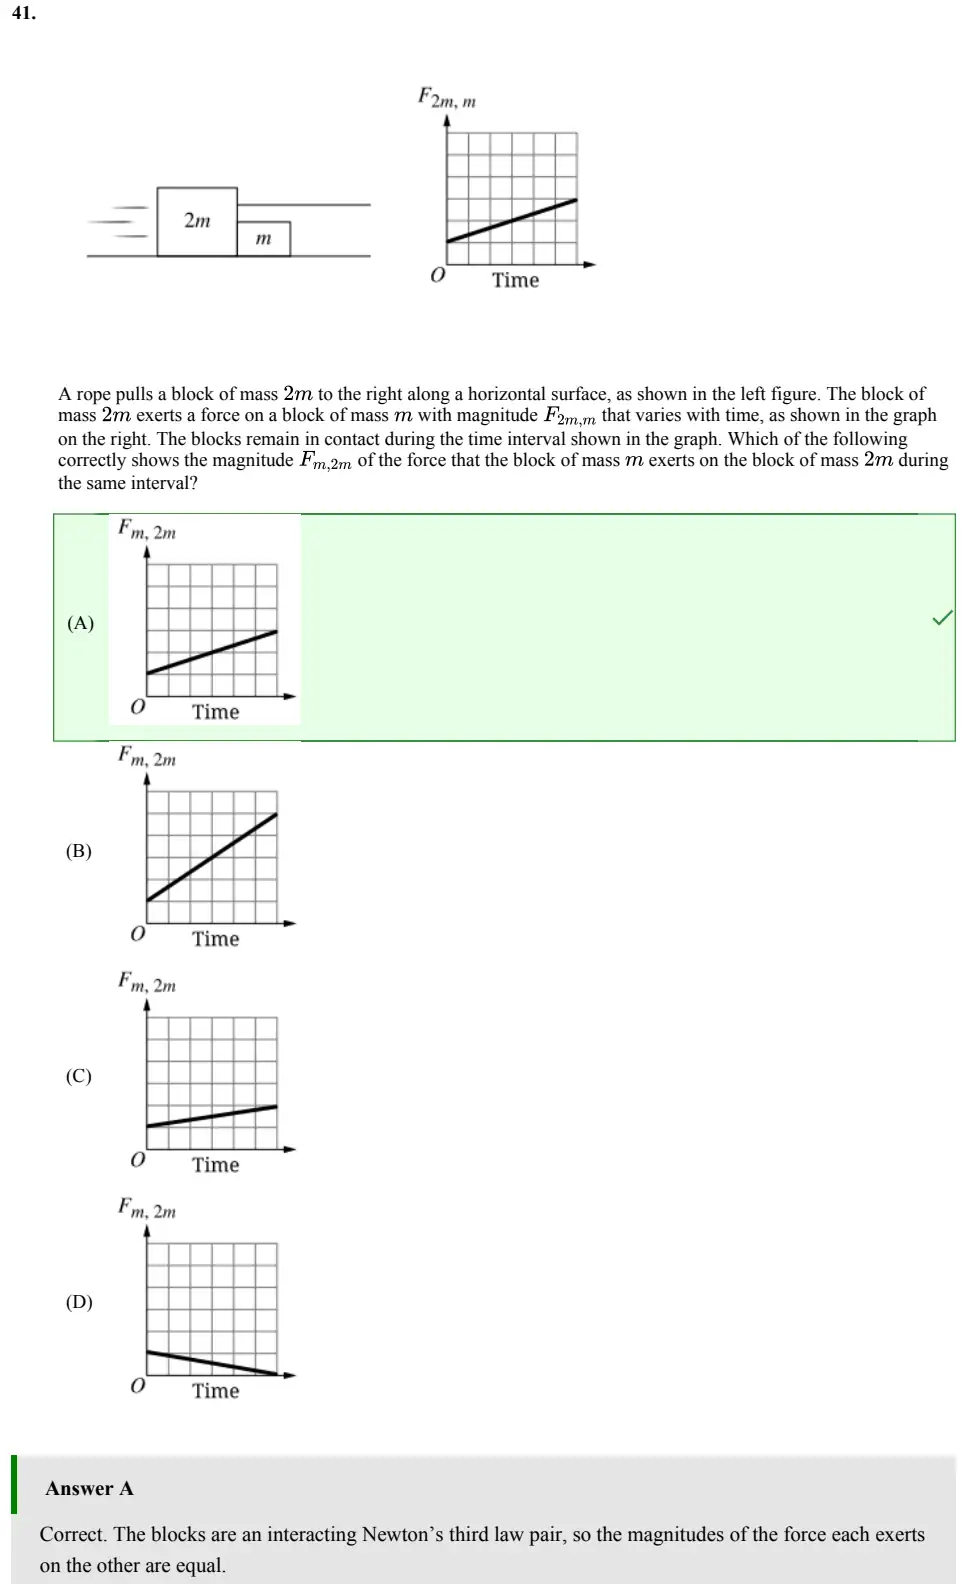 41.
F2m, m
2m
m
O
Time
A rope pulls a block of mass 2m to the right along a horizontal surface, as shown in the left figure. The block of
mass 2m exerts a force on a block of mass m with magnitude F2m,m that varies with time, as shown in the graph
on the right. The blocks remain in contact during the time interval shown in the graph. Which of the following
correctly shows the magnitude Fm,2m of the force that the block of mass m exerts on the block of mass 2m during
the same interval?
Fm, 2m
(A)
O
Time
Fm, 2m
(B)
O
Time
Fm, 2m
(C)
O
Time
Fm, 2m
(D)
O
Time
Answer A
Correct. The blocks are an interacting Newton’s third law pair, so the magnitudes of the force each exerts
on the other are equal.